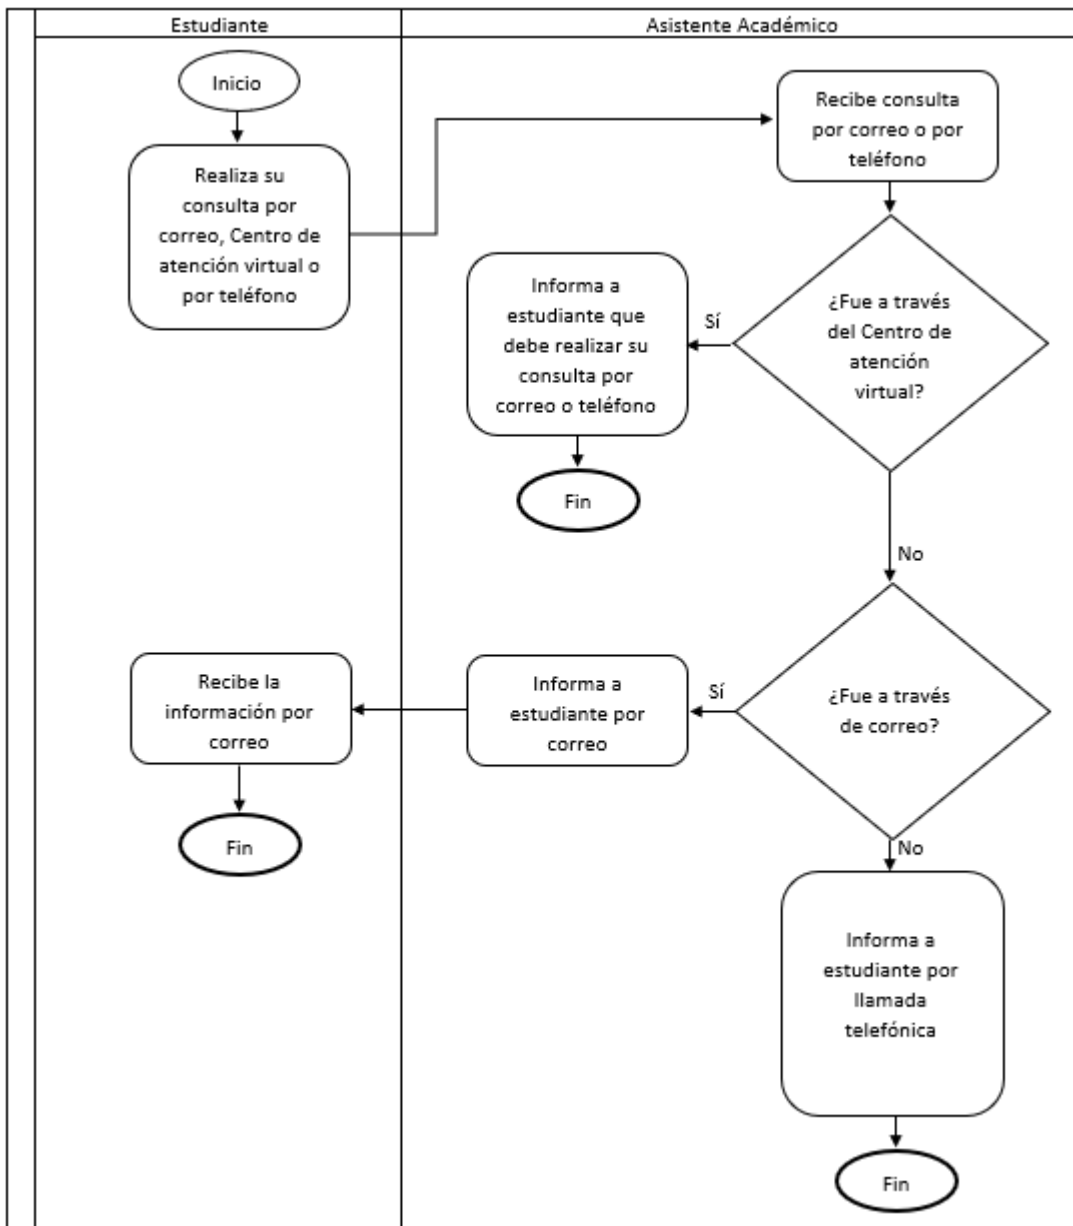 Estudiante
Asistente Académico
Inicio
Realiza su
consulta por
correo, Centro de
atención virtual o
por teléfono
Recibe consulta
por correo o por
teléfono
¿Fue a través
del Centro de
atención
virtual?
Sí
Informa a
estudiante que
debe realizar su
consulta por
correo o teléfono
Fin
No
¿Fue a través
de correo?
Sí
Informa a
estudiante por
correo
Recibe la
información por
correo
Fin
No
Informa a
estudiante por
llamada
telefónica
Fin